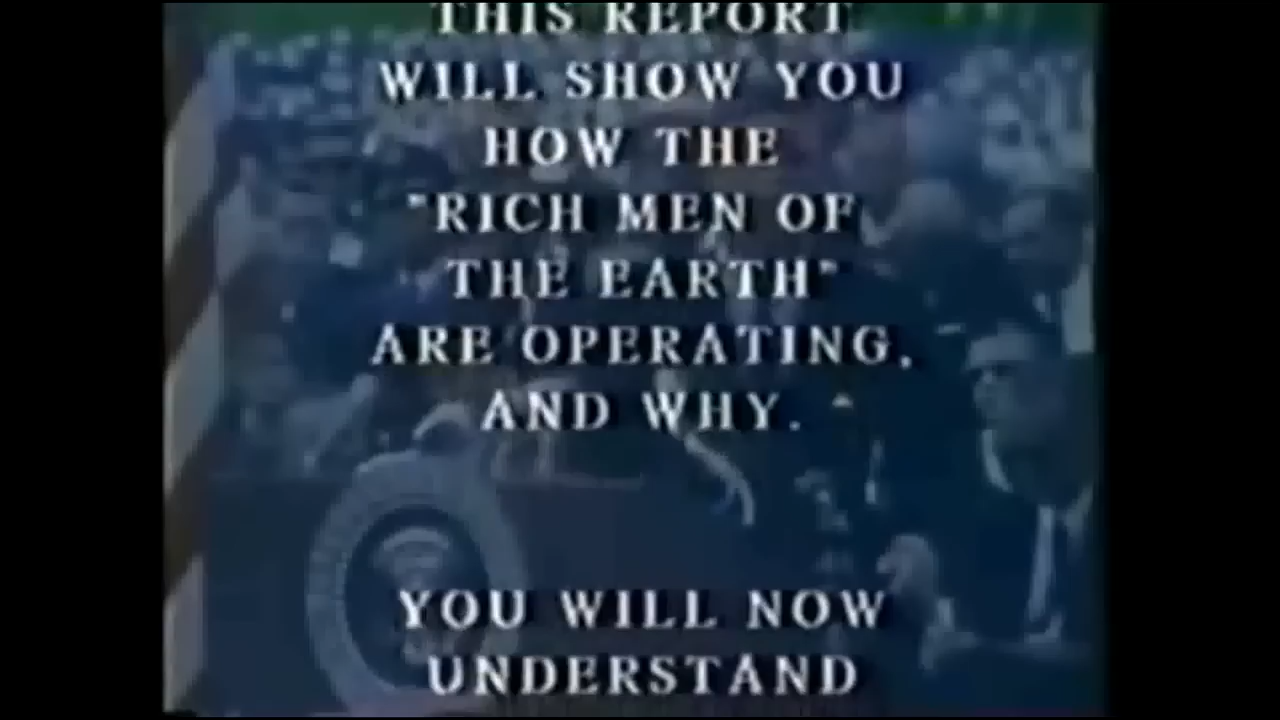 THIS REPORT
WILL SHOW YOU
HOW THE
"RICH MEN OF
THE EARTH"
ARE OPERATING,
AND WHY.
YOU WILL NOW
UNDERSTAND